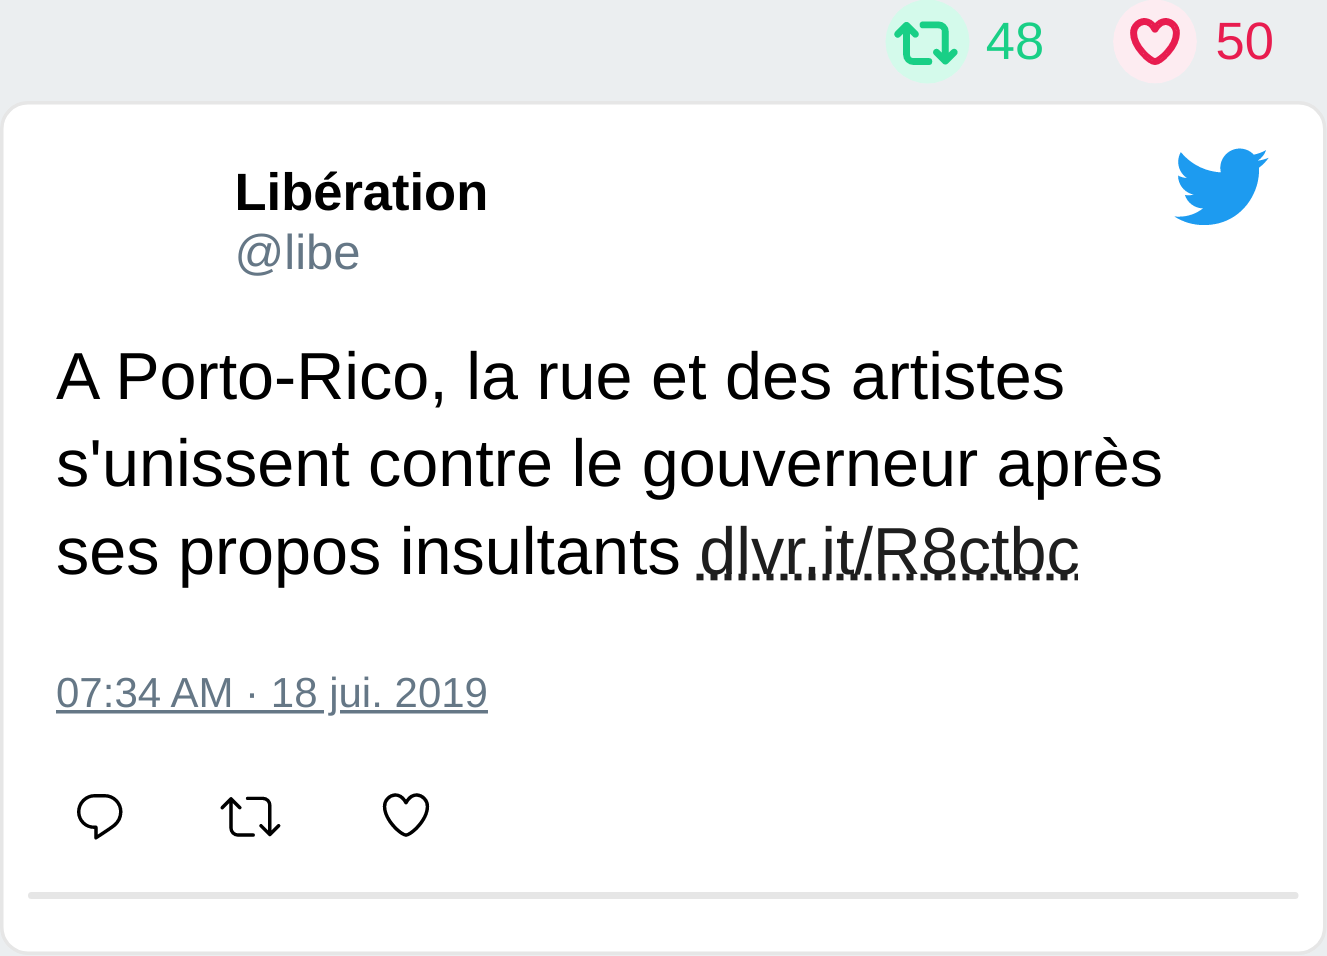 48 50
Libération
@libe
A Porto-Rico, la rue et des artistes
s'unissent contre le gouverneur après
ses propos insultants dlvr.it/R8ctbc
07:34 AM · 18 jui. 2019